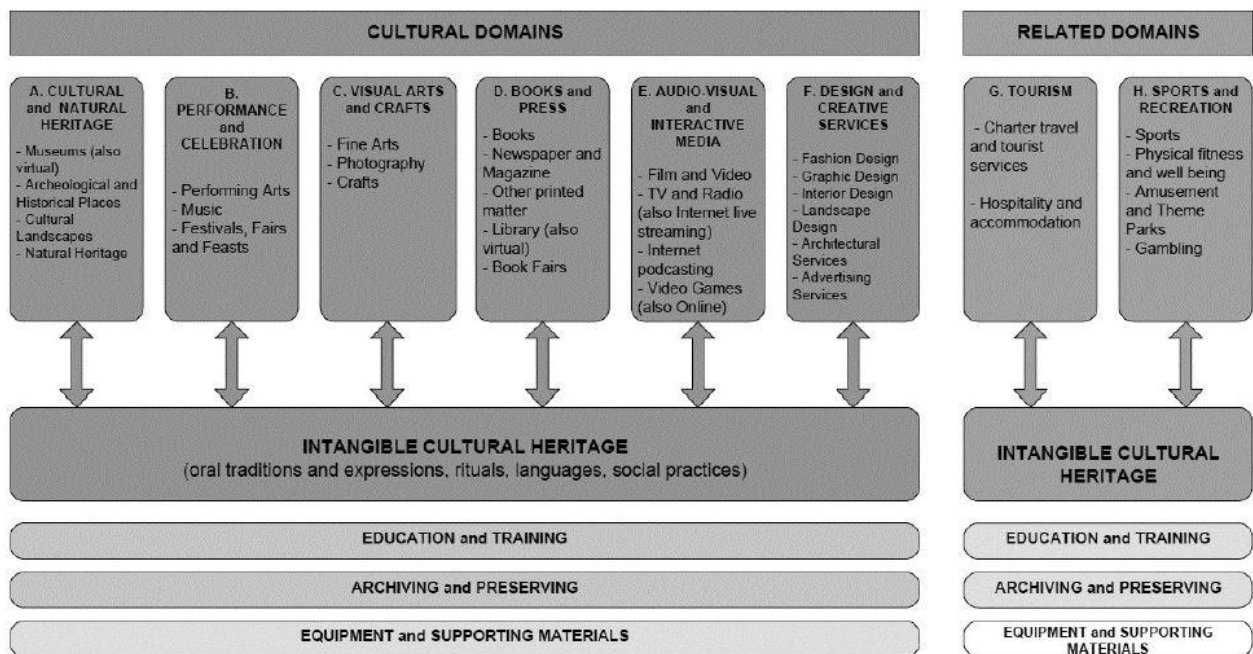 CULTURAL DOMAINS
RELATED DOMAINS
A. CULTURAL
and NATURAL
HERITAGE
- Museums (also
virtual)
- Archeological and
Historical Places
- Cultural
Landscapes
- Natural Heritage
B.
PERFORMANCE
and
CELEBRATION
- Performing Arts
- Music
- Festivals, Fairs
and Feasts
C. VISUAL ARTS
and CRAFTS
- Fine Arts
- Photography
- Crafts
D. BOOKS and
PRESS
- Books
- Newspaper and
Magazine
- Other printed
matter
- Library (also
virtual)
- Book Fairs
E. AUDIO-VISUAL
and
INTERACTIVE
MEDIA
- Film and Video
- TV and Radio
(also Internet live
streaming)
- Internet
podcasting
- Video Games
(also Online)
F. DESIGN and
CREATIVE
SERVICES
- Fashion Design
- Graphic Design
- Interior Design
- Landscape
Design
- Architectural
Services
- Advertising
Services
G. TOURISM
- Charter travel
and tourist
services
- Hospitality and
accommodation
H. SPORTS and
RECREATION
- Sports
- Physical fitness
and well being
- Amusement
and Theme
Parks
- Gambling
INTANGIBLE CULTURAL HERITAGE
(oral traditions and expressions, rituals, languages, social practices)
INTANGIBLE CULTURAL
HERITAGE
EDUCATION and TRAINING
EDUCATION and TRAINING
ARCHIVING and PRESERVING
ARCHIVING and PRESERVING
EQUIPMENT and SUPPORTING MATERIALS
EQUIPMENT and SUPPORTING
MATERIALS